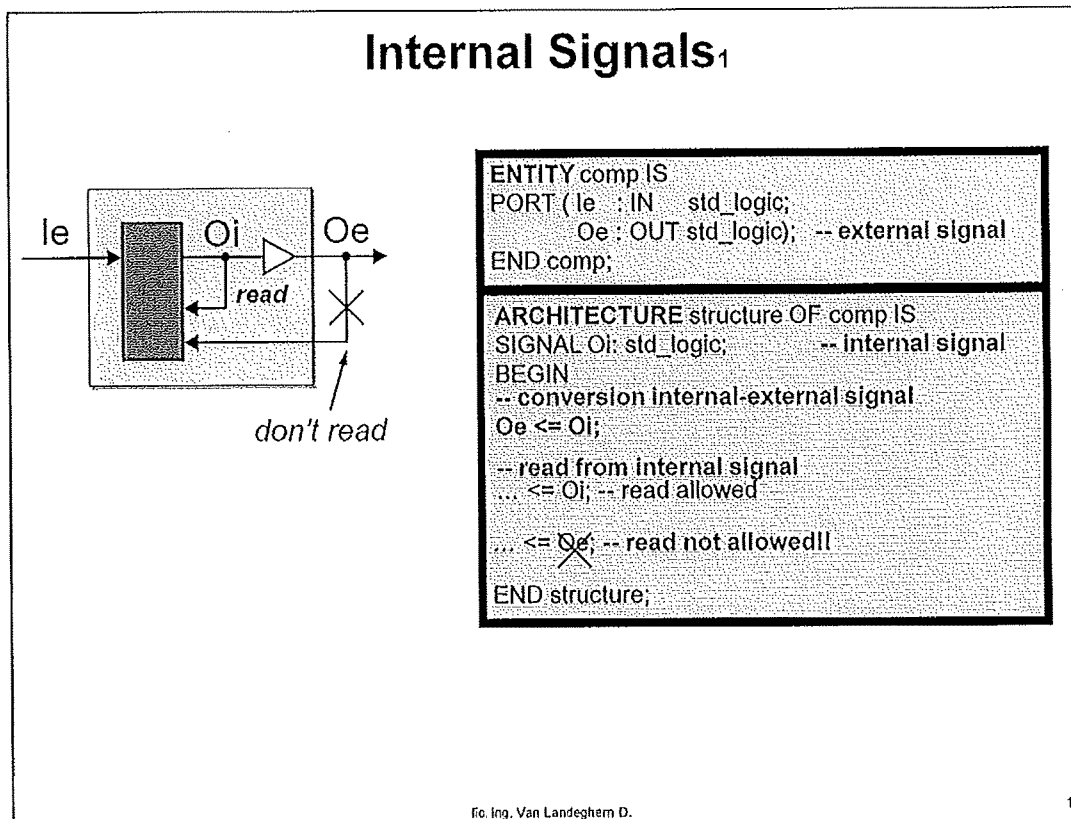 Internal Signals1
Ie
Oi
Oe
read
don't read
ENTITY comp IS
PORT ( Ie : IN std_logic;
Oe : OUT std_logic); -- external signal
END comp;
ARCHITECTURE structure OF comp IS
SIGNAL Oi: std_logic; -- internal signal
BEGIN
-- conversion internal-external signal
Oe <= Oi;
-- read from internal signal
... <= Oi; -- read allowed
... <= Oe; -- read not allowed!!
END structure;
Ing. Van Landeghem D.
1